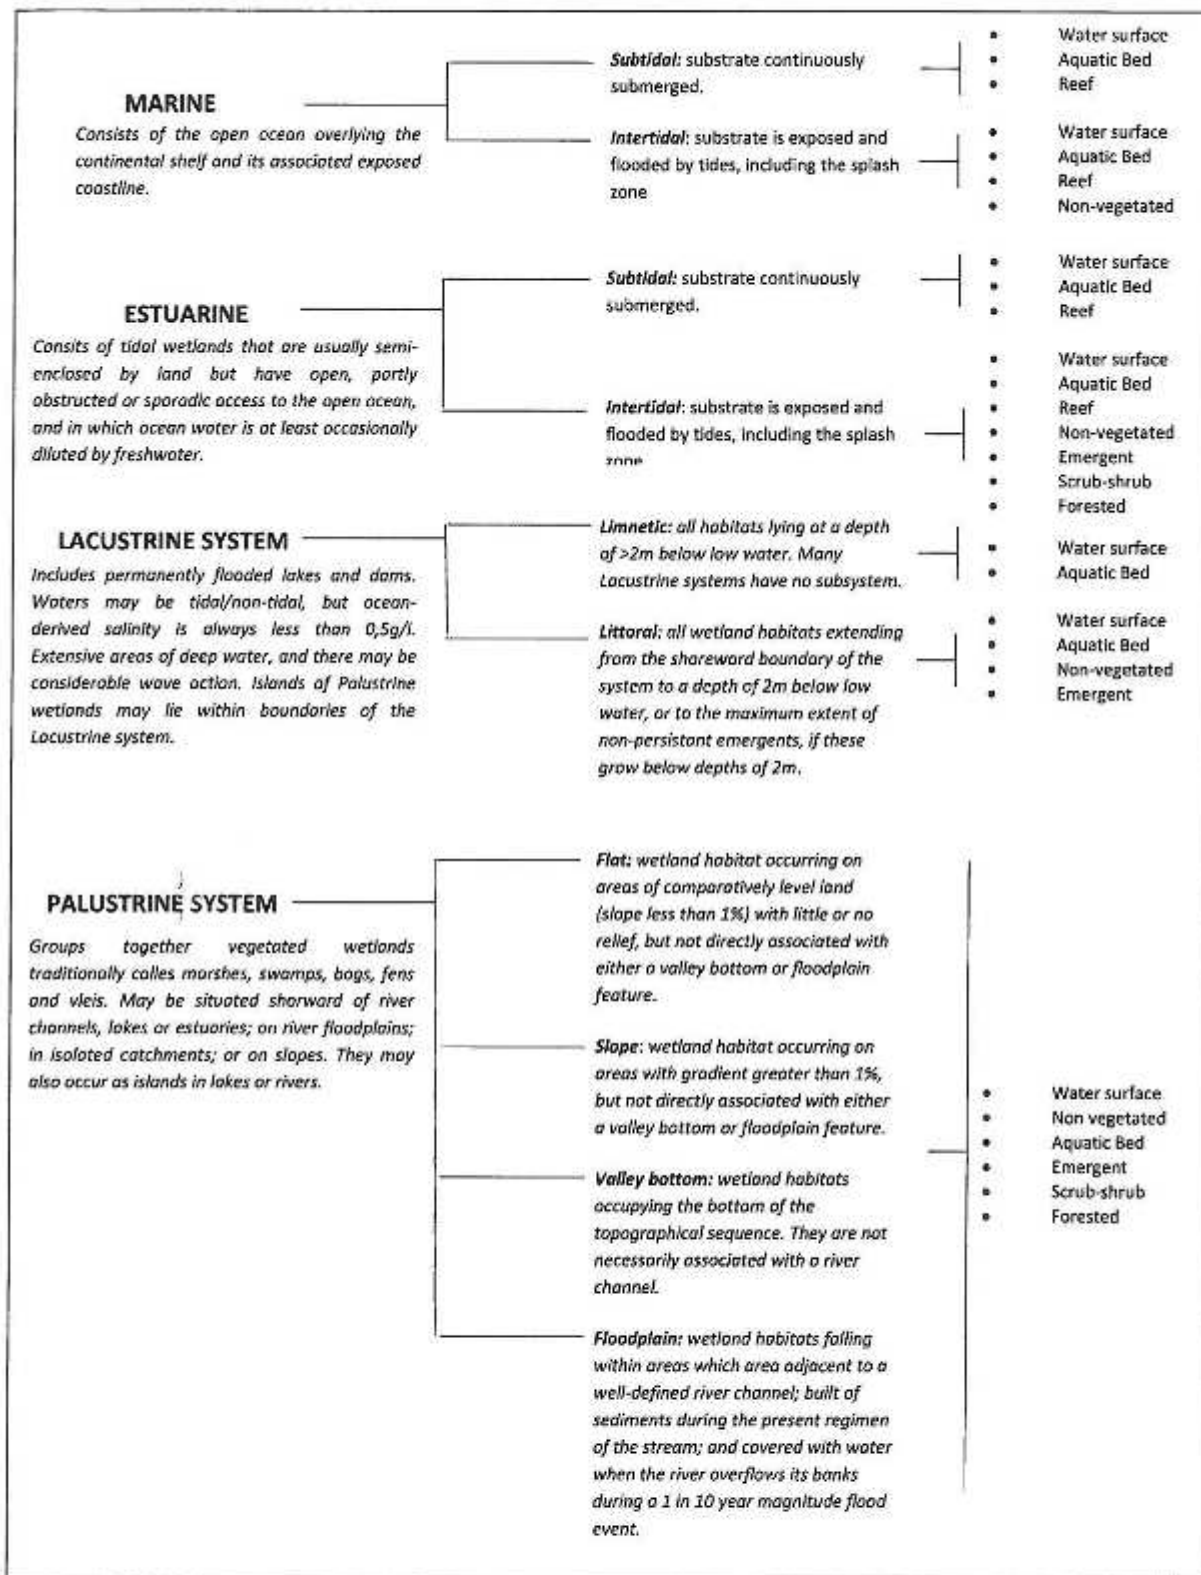 MARINE
Consists of the open ocean overlying the
continental shelf and its associated exposed
coastline.
Subtidal: substrate continuously
submerged.
• Water surface
• Aquatic Bed
• Reef
Intertidal: substrate is exposed and
flooded by tides, including the splash
zone
• Water surface
• Aquatic Bed
• Reef
• Non-vegetated
ESTUARINE
Consits of tidal wetlands that are usually semi-
enclosed by land but have open, partly
obstructed or sporadic access to the open ocean,
and in which ocean water is at least occasionally
diluted by freshwater.
Subtidal: substrate continuously
submerged.
• Water surface
• Aquatic Bed
• Reef
Intertidal: substrate is exposed and
flooded by tides, including the splash
zone
• Water surface
• Aquatic Bed
• Reef
• Non-vegetated
• Emergent
• Scrub-shrub
• Forested
LACUSTRINE SYSTEM
Includes permanently flooded lakes and dams.
Waters may be tidal/non-tidal, but ocean-
derived salinity is always less than 0,5g/l.
Extensive areas of deep water, and there may be
considerable wave action. Islands of Palustrine
wetlands may lie within boundaries of the
Lacustrine system.
Limnetic: all habitats lying at a depth
of >2m below low water. Many
Lacustrine systems have no subsystem.
• Water surface
• Aquatic Bed
Littoral: all wetland habitats extending
from the shoreward boundary of the
system to a depth of 2m below low
water, or to the maximum extent of
non-persistant emergents, if these
grow below depths of 2m.
• Water surface
• Aquatic Bed
• Non-vegetated
• Emergent
PALUSTRINE SYSTEM
Groups together vegetated wetlands
traditionally calles marshes, swamps, bogs, fens
and vleis. May be situated shorward of river
channels, lakes or estuaries; on river floodplains;
in isolated catchments; or on slopes. They may
also occur as islands in lakes or rivers.
Flat: wetland habitat occurring on
areas of comparatively level land
(slope less than 1%) with little or no
relief, but not directly associated with
either a valley bottom or floodplain
feature.
Slope: wetland habitat occurring on
areas with gradient greater than 1%,
but not directly associated with either
a valley bottom or floodplain feature.
Valley bottom: wetland habitats
occupying the bottom of the
topographical sequence. They are not
necessarily associated with a river
channel.
Floodplain: wetland habitats falling
within areas which area adjacent to a
well-defined river channel; built of
sediments during the present regimen
of the stream; and covered with water
when the river overflows its banks
during a 1 in 10 year magnitude flood
event.
• Water surface
• Non vegetated
• Aquatic Bed
• Emergent
• Scrub-shrub
• Forested